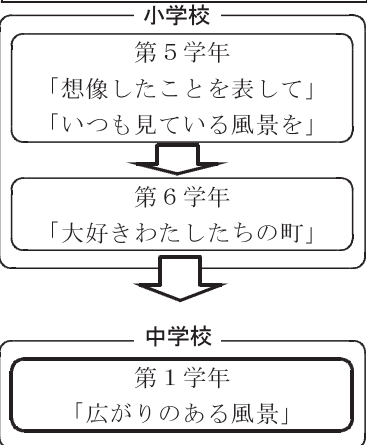 小学校
第５学年
「想像したことを表して」
「いつも見ている風景を」
第６学年
「大好きわたしたちの町」
中学校
第１学年
「広がりのある風景」